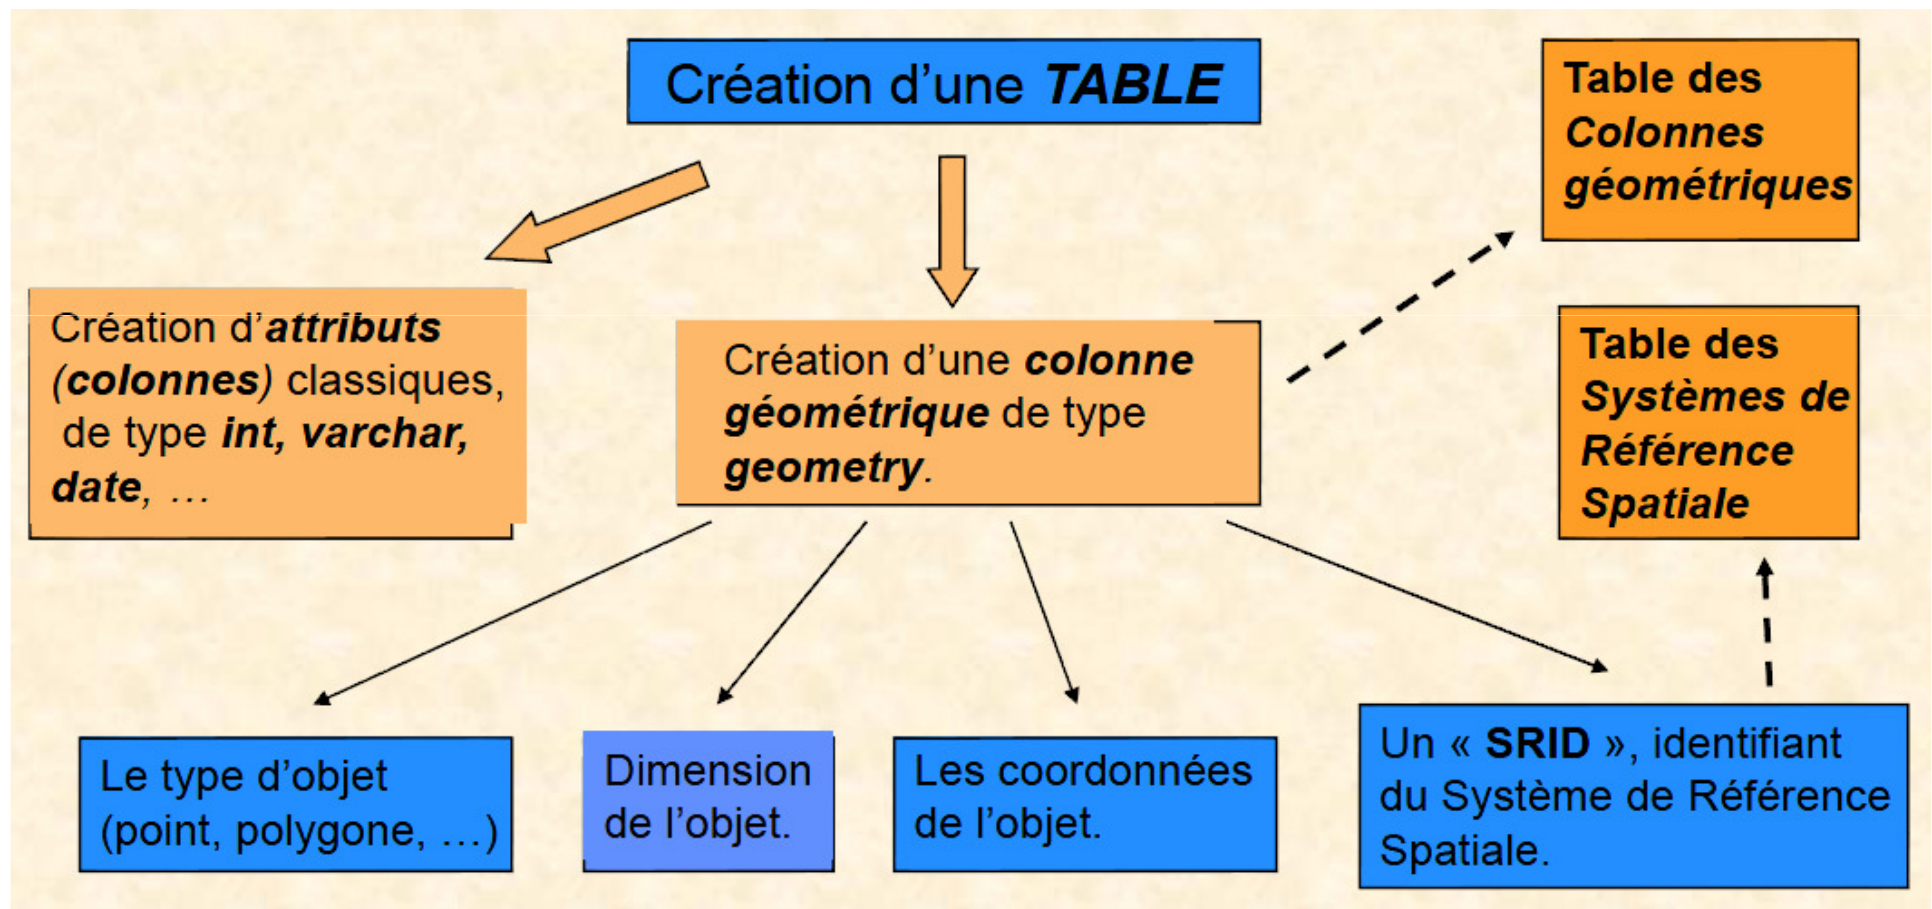 Création d’une TABLE
Table des
Colonnes
géométriques
Création d’attributs
(colonnes) classiques,
de type int, varchar,
date, …
Création d’une colonne
géométrique de type
geometry.
Table des
Systèmes de
Référence
Spatiale
Le type d’objet
(point, polygone, …)
Dimension
de l’objet.
Les coordonnées
de l’objet.
Un « SRID », identifiant
du Système de Référence
Spatiale.